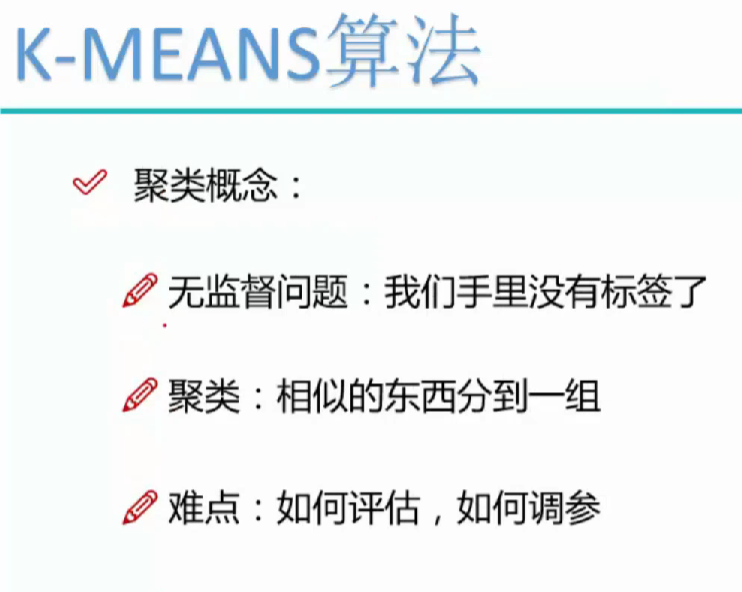 K-MEANS算法
聚类概念：
无监督问题：我们手里没有标签了
聚类：相似的东西分到一组
难点：如何评估，如何调参